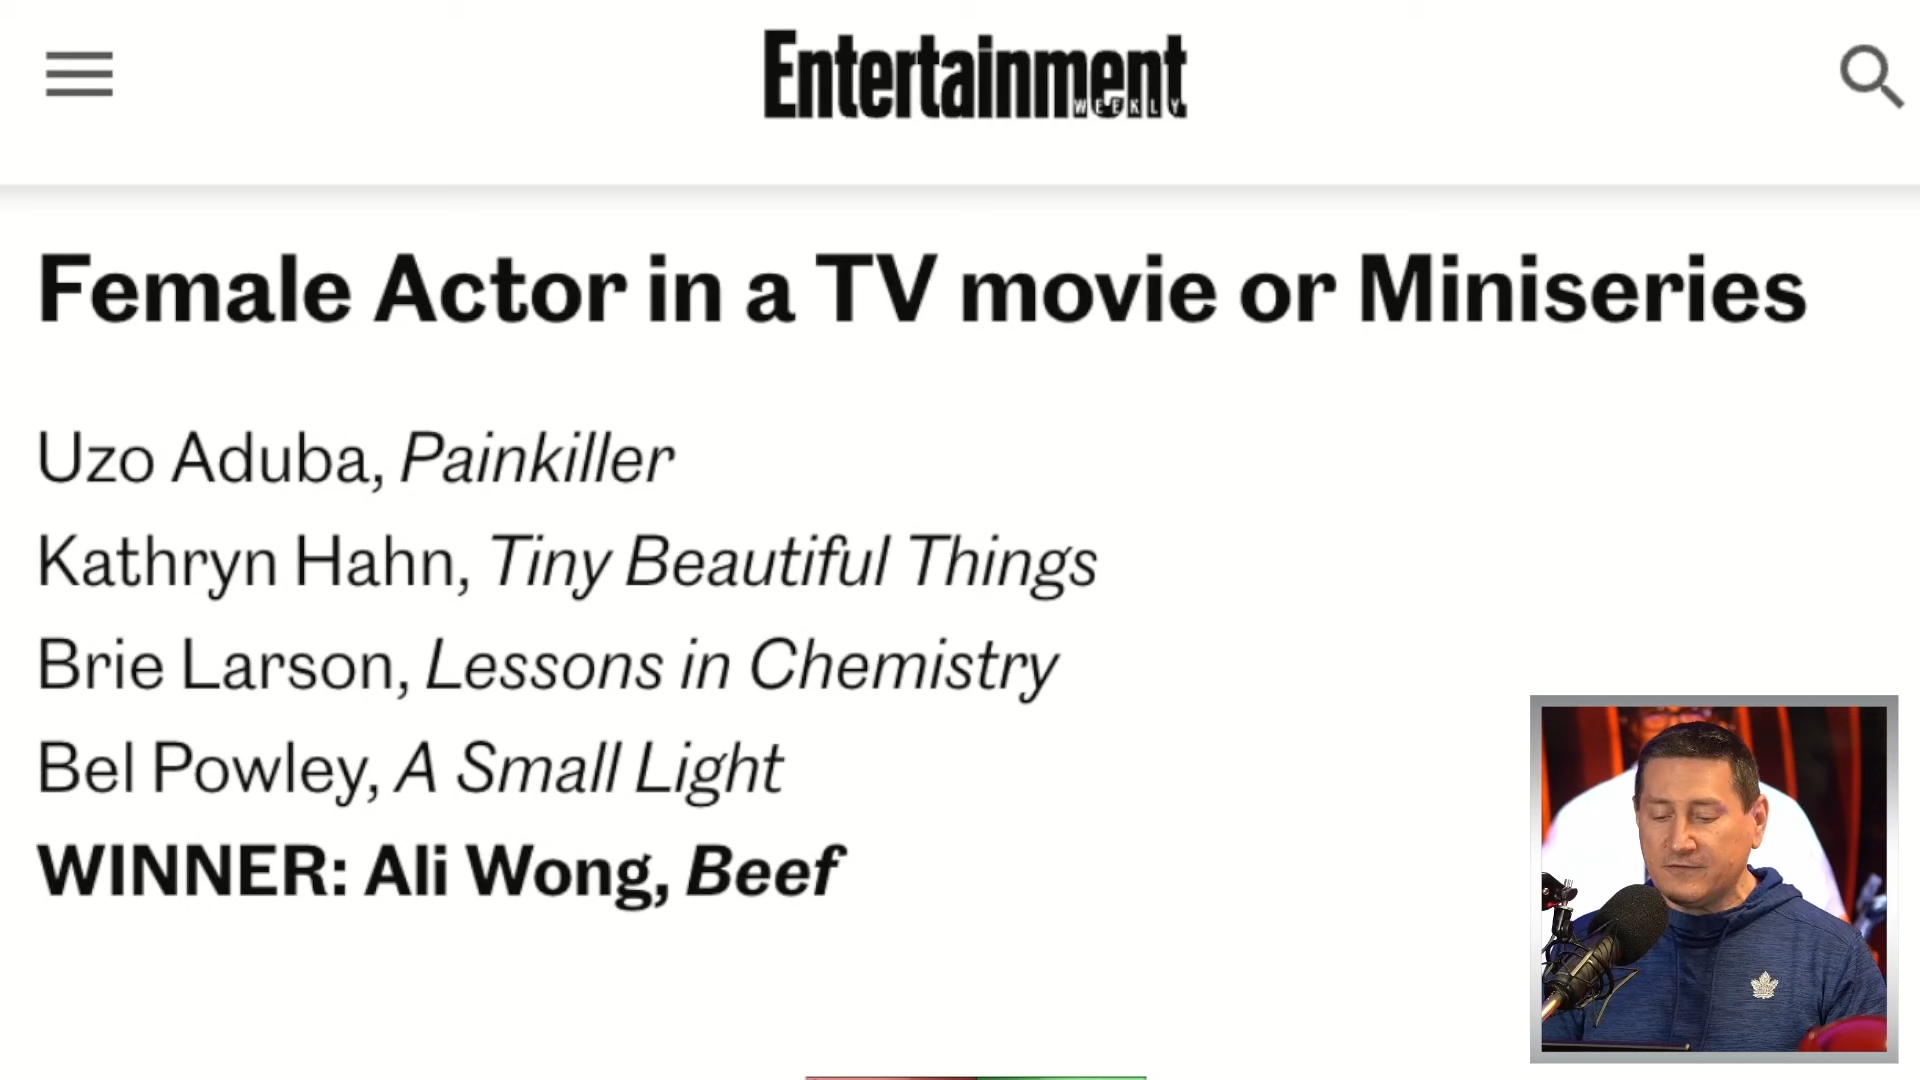 Entertainment
WEEKLY
Female Actor in a TV movie or Miniseries
Uzo Aduba, Painkiller
Kathryn Hahn, Tiny Beautiful Things
Brie Larson, Lessons in Chemistry
Bel Powley, A Small Light
WINNER: Ali Wong, Beef